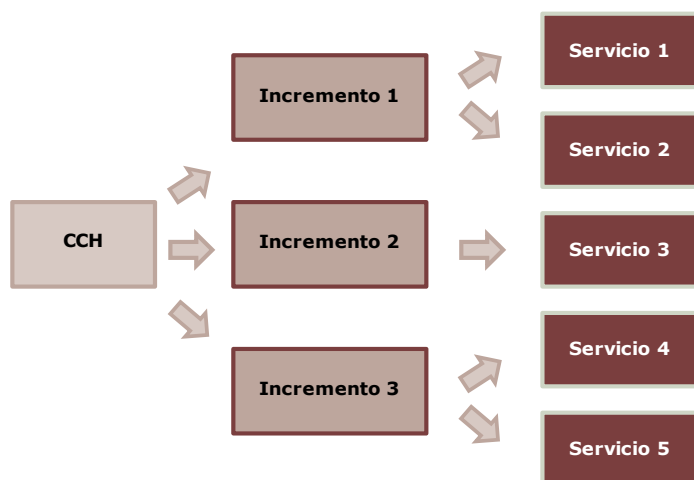 CCH
Incremento 1
Incremento 2
Incremento 3
Servicio 1
Servicio 2
Servicio 3
Servicio 4
Servicio 5